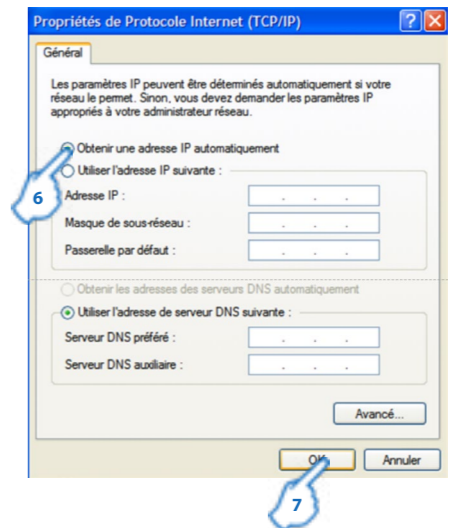 Propriétés de Protocole Internet (TCP/IP)
Général
Les paramètres IP peuvent être déterminés automatiquement si votre
réseau le permet. Sinon, vous devez demander les paramètres IP
appropriés à votre administrateur réseau.
Obtenir une adresse IP automatiquement
Utiliser l'adresse IP suivante :
6
Adresse IP :
Masque de sous-réseau :
Passerelle par défaut :
Obtenir les adresses des serveurs DNS automatiquement
Utiliser l'adresse de serveur DNS suivante :
Serveur DNS préféré :
Serveur DNS auxiliaire :
Avancé...
OK
Annuler
7